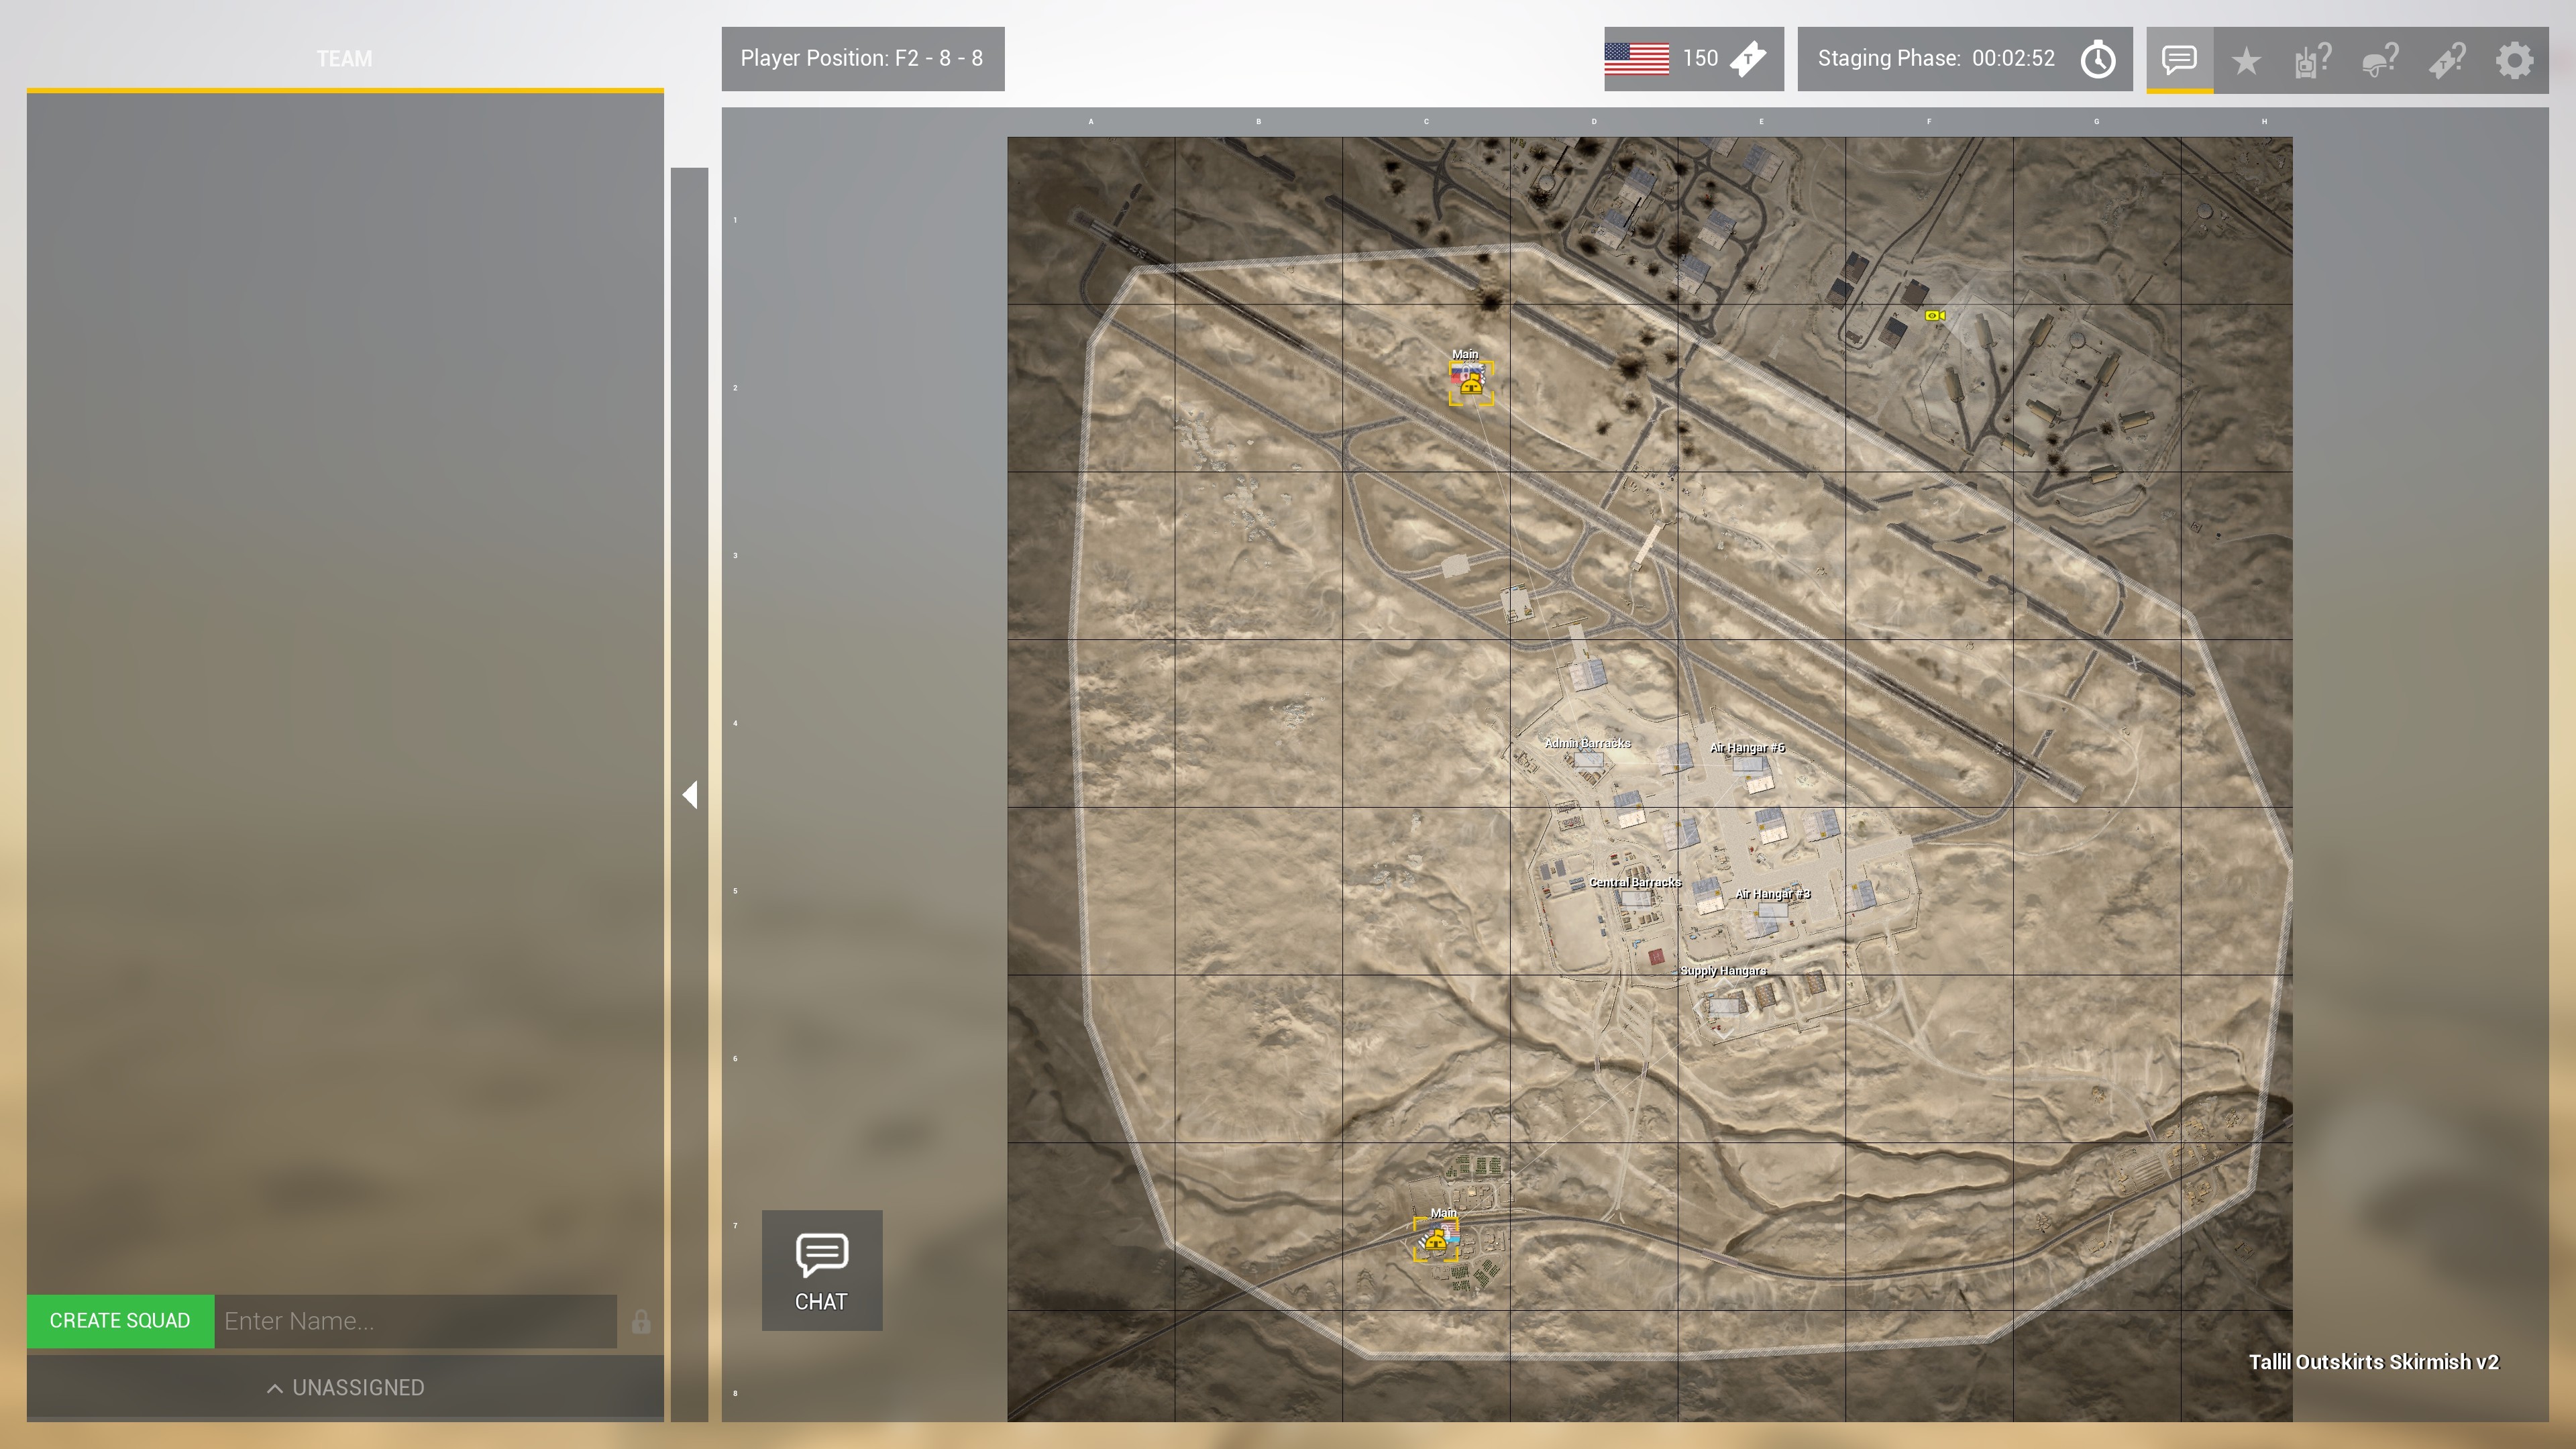 TEAM
Player Position: F2 - 8 - 8
150
T
Staging Phase: 00:02:52
A B C D E F G H
1
2
3
4
5
6
7
8
Main
Admin Barracks
Air Hangar #6
Central Barracks
Air Hangar #3
Supply Hangars
Main
CHAT
CREATE SQUAD
Enter Name...
UNASSIGNED
Tallil Outskirts Skirmish v2